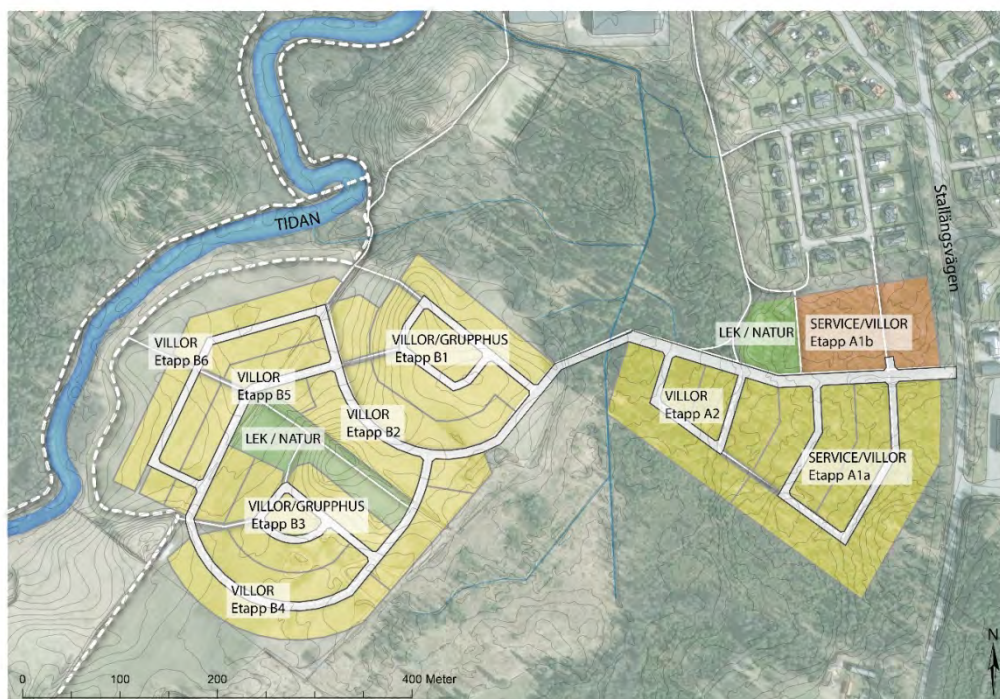 TIDAN
Stallängsvägen
VILLOR
Etapp B6
VILLOR/GRUPPHUS
Etapp B1
LEK / NATUR
SERVICE/VILLOR
Etapp A1b
VILLOR
Etapp B5
VILLOR
Etapp B2
VILLOR
Etapp A2
LEK / NATUR
SERVICE/VILLOR
Etapp A1a
VILLOR/GRUPPHUS
Etapp B3
VILLOR
Etapp B4
N
0 100 200 400 Meter